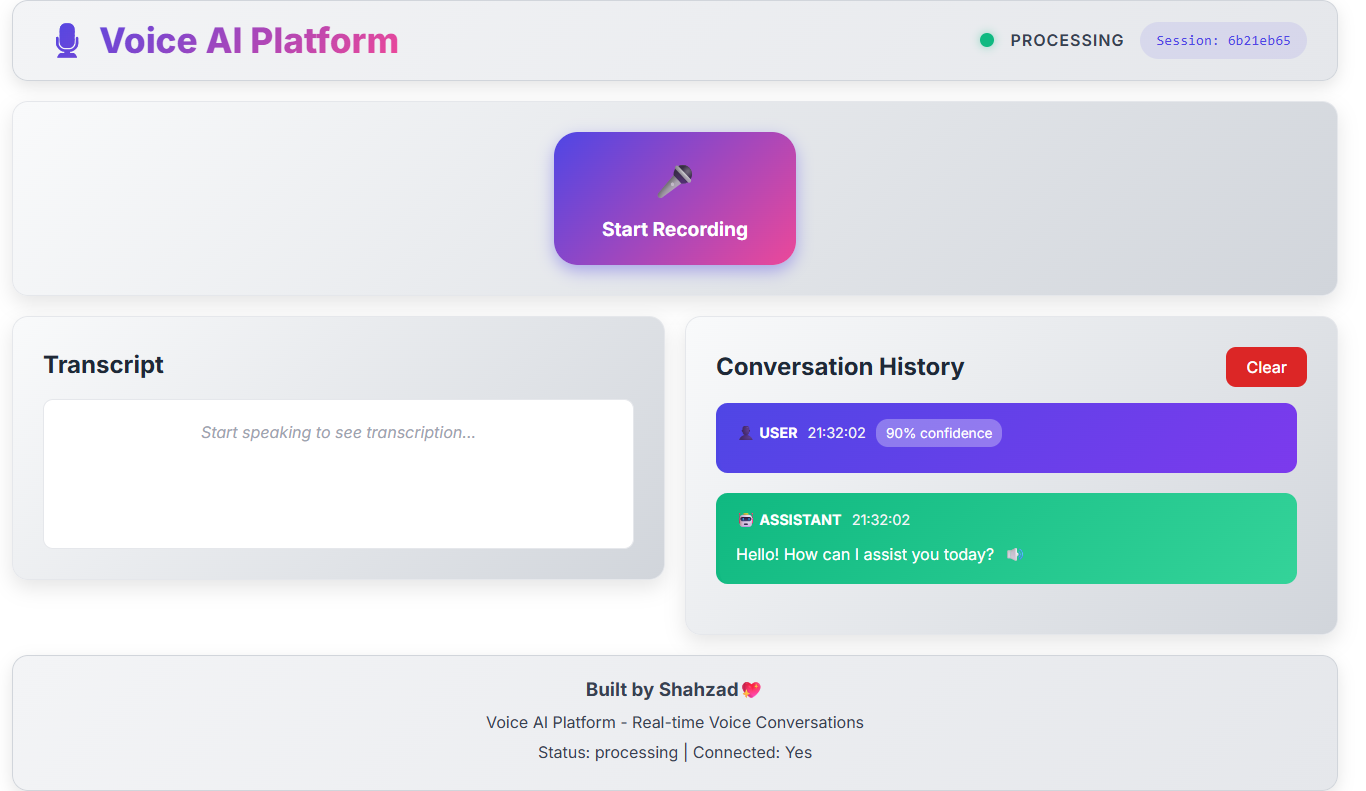 Voice AI Platform
PROCESSING
Session: 6b21eb65
Start Recording
Transcript
Start speaking to see transcription...
Conversation History
Clear
USER 21:32:02 90% confidence
ASSISTANT 21:32:02
Hello! How can I assist you today?
Built by Shahzad
Voice AI Platform - Real-time Voice Conversations
Status: processing | Connected: Yes